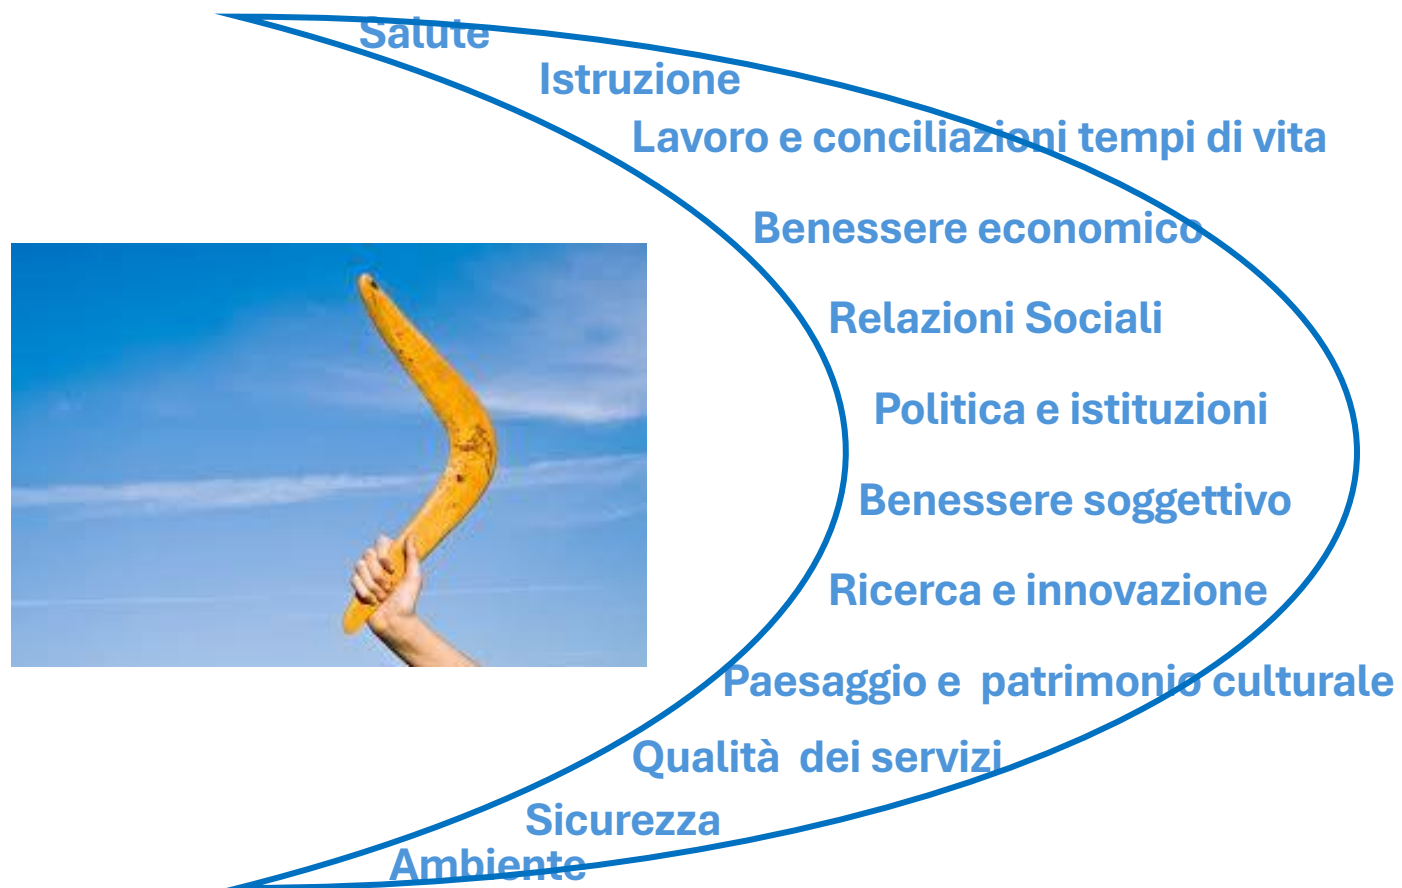 Salute
Istruzione
Lavoro e conciliazioni tempi di vita
Benessere economico
Relazioni Sociali
Politica e istituzioni
Benessere soggettivo
Ricerca e innovazione
Paesaggio e  patrimonio culturale
Qualità  dei servizi
Sicurezza
Ambiente